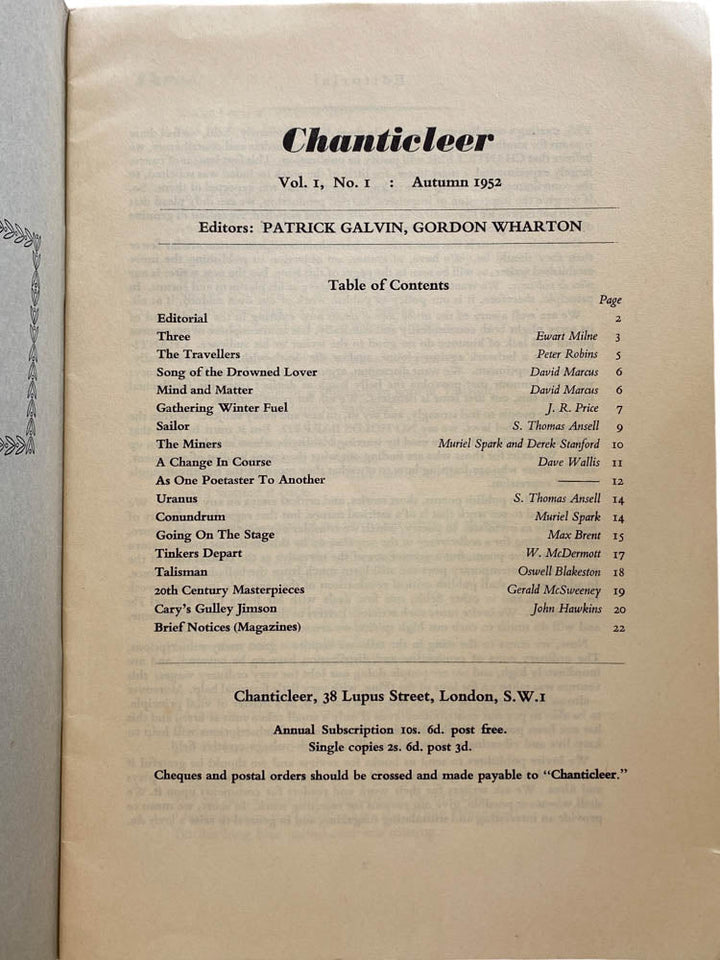 Chanticleer
Vol. 1, No. 1 : Autumn 1952
Editors: PATRICK GALVIN, GORDON WHARTON
Table of Contents
Page
Editorial 2
Three Ewart Milne 3
The Travellers Peter Robins 5
Song of the Drowned Lover David Marcus 6
Mind and Matter David Marcus 6
Gathering Winter Fuel J. R. Price 7
Sailor S. Thomas Ansell 9
The Miners Muriel Spark and Derek Stanford 10
A Change In Course Dave Wallis 11
As One Poetaster To Another —— 12
Uranus S. Thomas Ansell 14
Conundrum Muriel Spark 14
Going On The Stage Max Brent 15
Tinkers Depart W. McDermott 17
Talisman Oswell Blakeston 18
20th Century Masterpieces Gerald McSweeney 19
Cary's Gulley Jimson John Hawkins 20
Brief Notices (Magazines) 22
Chanticleer, 38 Lupus Street, London, S.W.1
Annual Subscription 10s. 6d. post free.
Single copies 2s. 6d. post 3d.
Cheques and postal orders should be crossed and made payable to "Chanticleer."